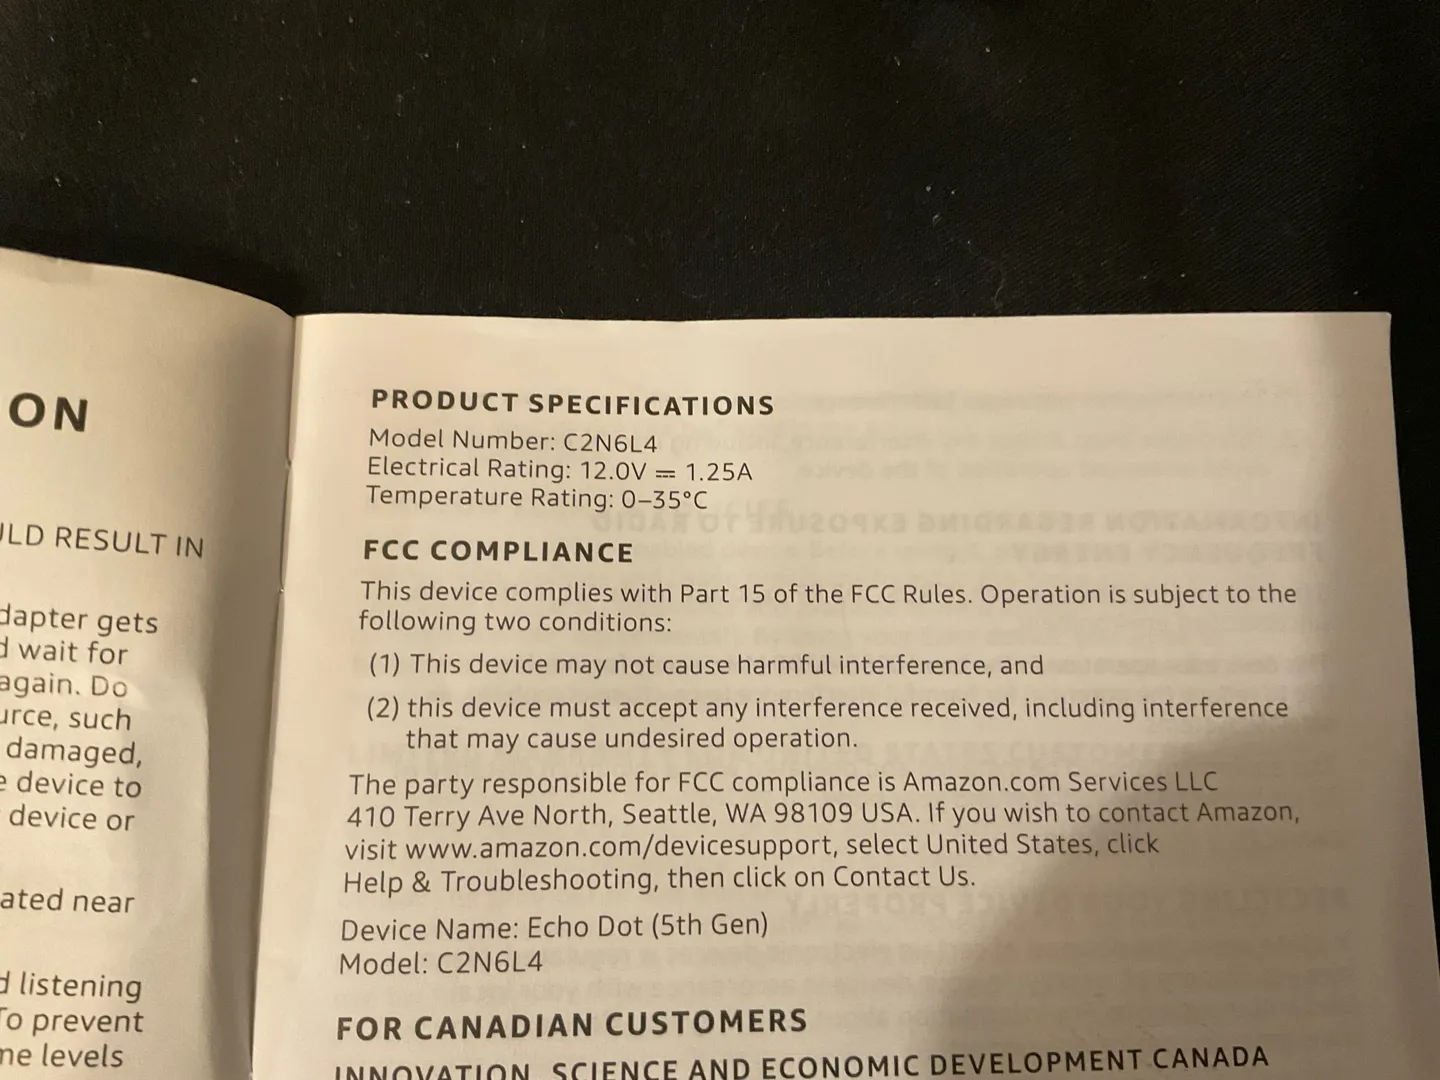 ON
ULD RESULT IN
dapter gets
d wait for
again. Do
urce, such
damaged,
e device to
device or
ated near
d listening
To prevent
me levels
PRODUCT SPECIFICATIONS
Model Number: C2N6L4
Electrical Rating: 12.0V ⎓ 1.25A
Temperature Rating: 0–35°C
FCC COMPLIANCE
This device complies with Part 15 of the FCC Rules. Operation is subject to the
following two conditions:
(1) This device may not cause harmful interference, and
(2) this device must accept any interference received, including interference
that may cause undesired operation.
The party responsible for FCC compliance is Amazon.com Services LLC
410 Terry Ave North, Seattle, WA 98109 USA. If you wish to contact Amazon,
visit www.amazon.com/devicesupport, select United States, click
Help & Troubleshooting, then click on Contact Us.
Device Name: Echo Dot (5th Gen)
Model: C2N6L4
FOR CANADIAN CUSTOMERS
INNOVATION, SCIENCE AND ECONOMIC DEVELOPMENT CANADA